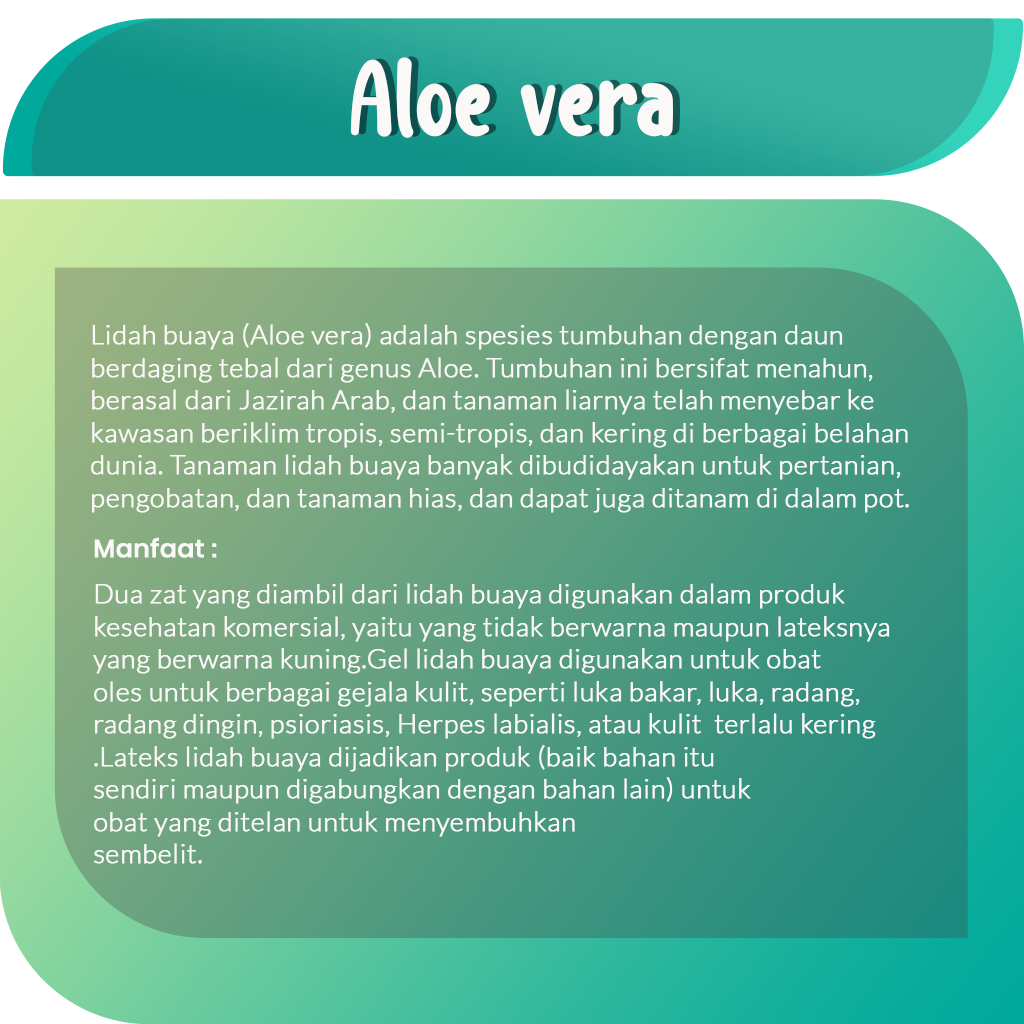 Aloe vera
Lidah buaya (Aloe vera) adalah spesies tumbuhan dengan daun
berdaging tebal dari genus Aloe. Tumbuhan ini bersifat menahun,
berasal dari Jazirah Arab, dan tanaman liarnya telah menyebar ke
kawasan beriklim tropis, semi-tropis, dan kering di berbagai belahan
dunia. Tanaman lidah buaya banyak dibudidayakan untuk pertanian,
pengobatan, dan tanaman hias, dan dapat juga ditanam di dalam pot.
Manfaat :
Dua zat yang diambil dari lidah buaya digunakan dalam produk
kesehatan komersial, yaitu yang tidak berwarna maupun lateksnya
yang berwarna kuning.Gel lidah buaya digunakan untuk obat
oles untuk berbagai gejala kulit, seperti luka bakar, luka, radang,
radang dingin, psioriasis, Herpes labialis, atau kulit  terlalu kering
.Lateks lidah buaya dijadikan produk (baik bahan itu
sendiri maupun digabungkan dengan bahan lain) untuk
obat yang ditelan untuk menyembuhkan
sembelit.